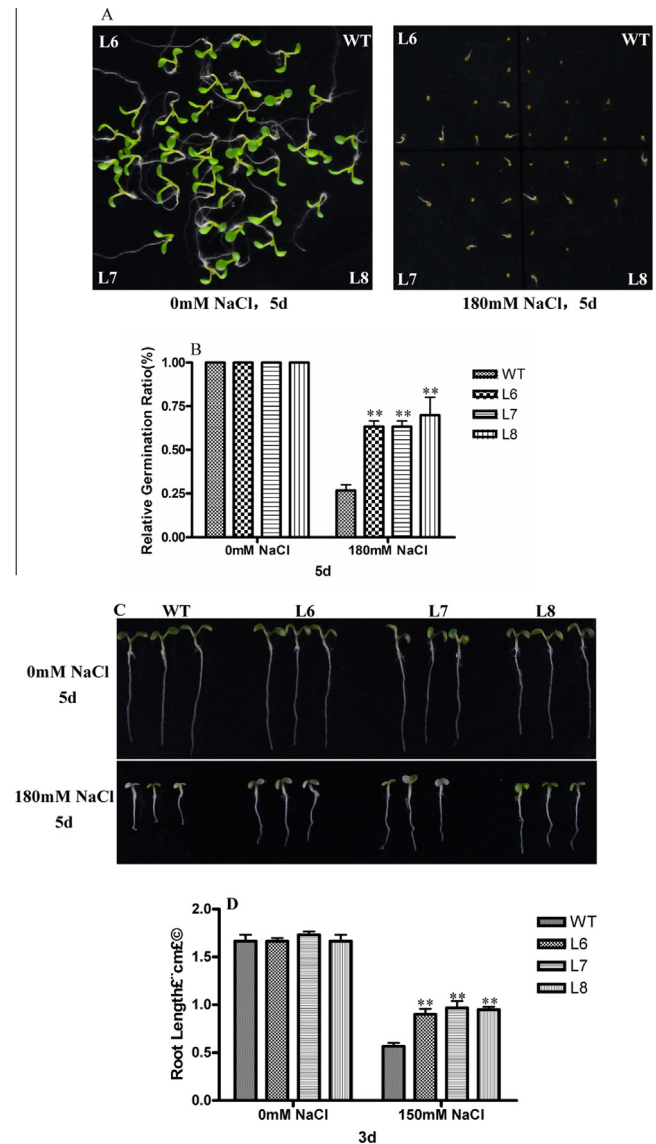 A
L6 WT L6 WT
L7 L8 L7 L8
0mM NaCl, 5d 180mM NaCl, 5d
B
Relative Germination Ratio(%)
1.00
0.75
0.50
0.25
0.00
** ** **
0mM NaCl 180mM NaCl
5d
WT
L6
L7
L8
C WT L6 L7 L8
0mM NaCl
5d
180mM NaCl
5d
D
Root Length£¨cm£©
2.0
1.5
1.0
0.5
0.0
** ** **
0mM NaCl 150mM NaCl
3d
WT
L6
L7
L8